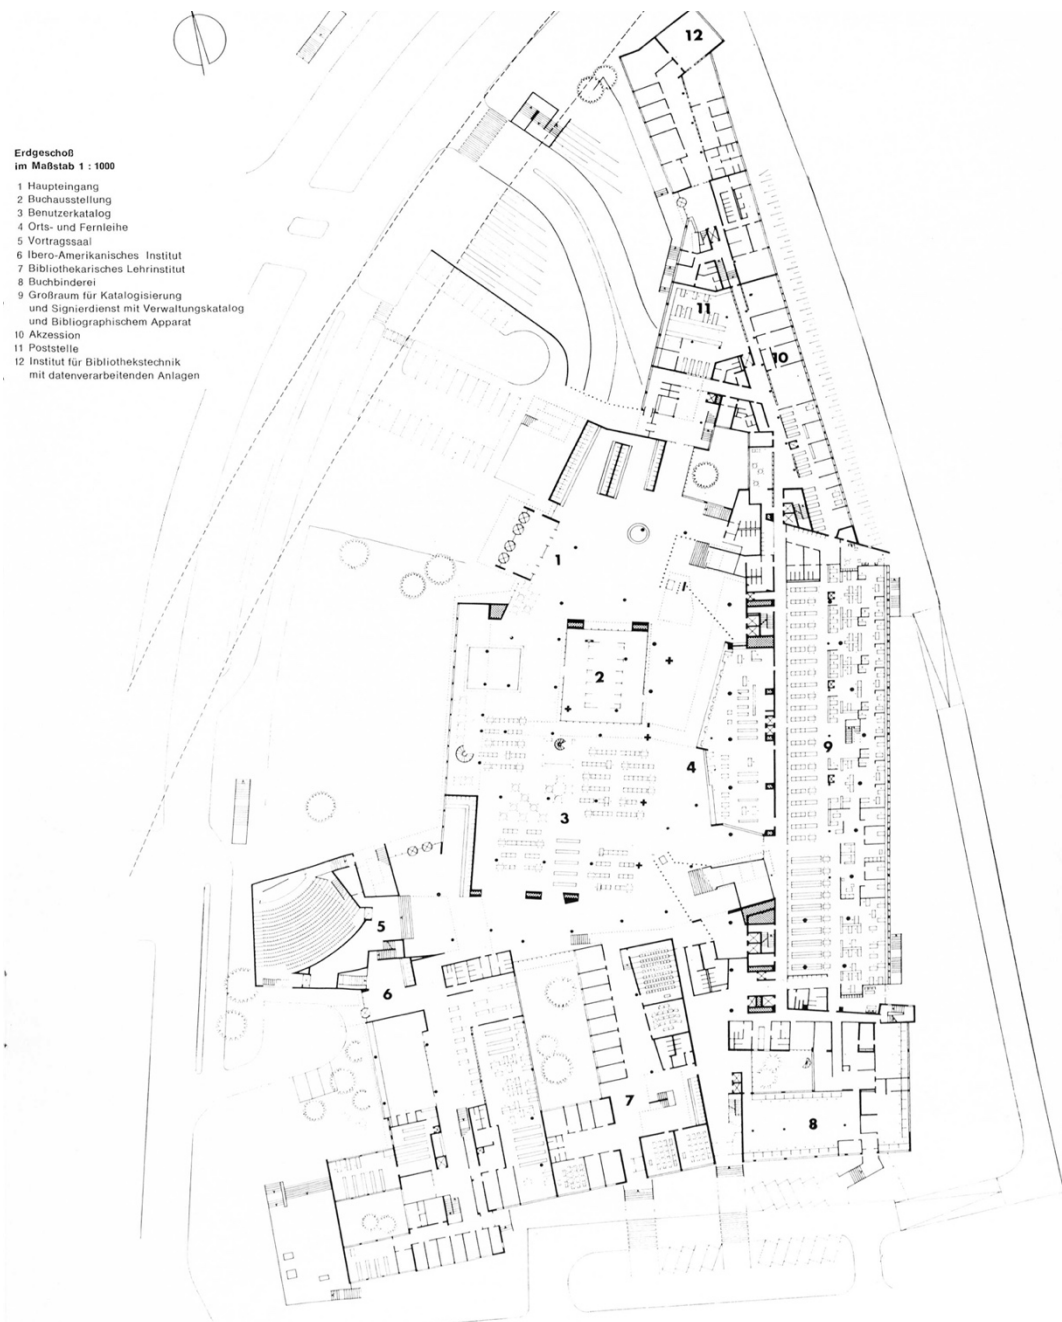 Erdgeschoß
im Maßstab 1 : 1000
1 Haupteingang
2 Buchausstellung
3 Benutzerkatalog
4 Orts- und Fernleihe
5 Vortragssaal
6 Ibero-Amerikanisches Institut
7 Bibliothekarisches Lehrinstitut
8 Buchbinderei
9 Großraum für Katalogisierung
und Signierdienst mit Verwaltungskatalog
und Bibliographischem Apparat
10 Akzession
11 Poststelle
12 Institut für Bibliothekstechnik
mit datenverarbeitenden Anlagen
12
11
10
1
2
9
4
3
5
6
7
8